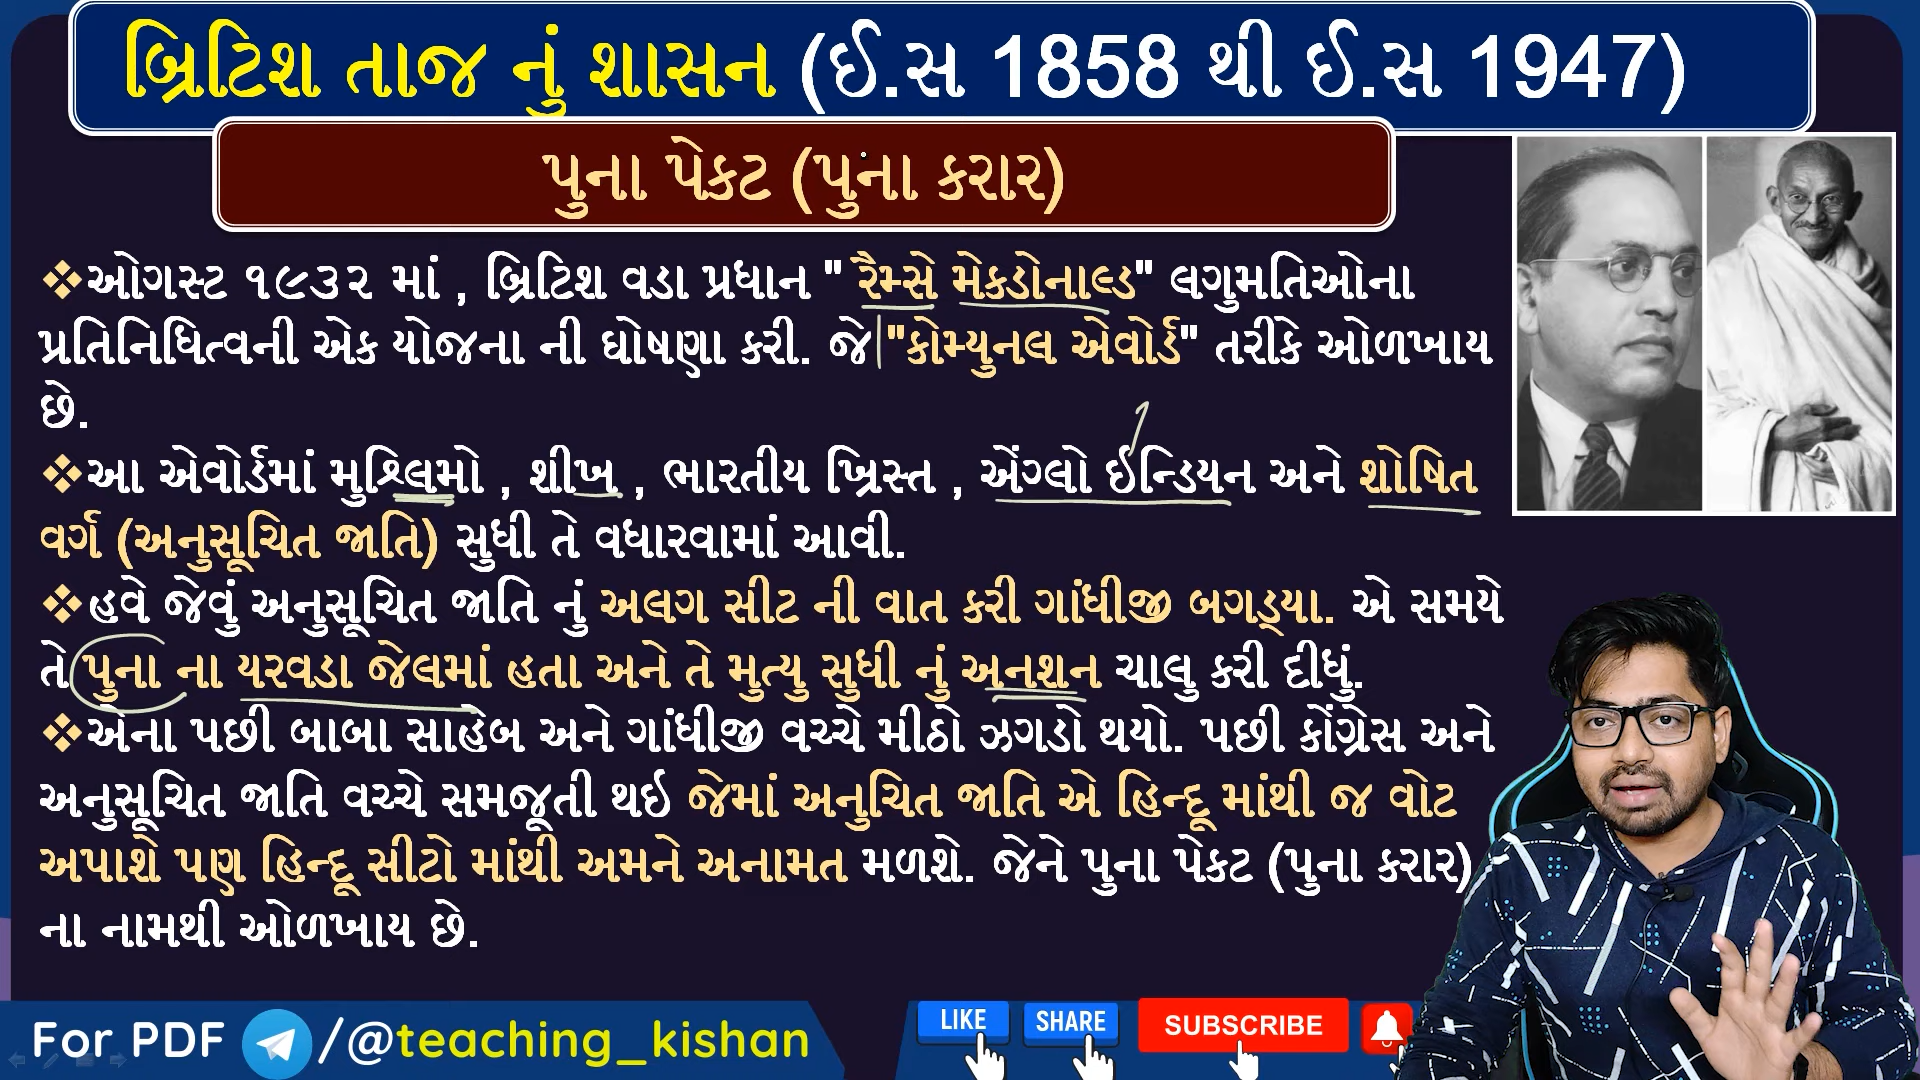 બ્રિટિશ તાજ નું શાસન (ઈ.સ 1858 થી ઈ.સ 1947)
પુના પેકટ (પુના કરાર)
❖ઓગસ્ટ ૧૯૩૨ માં , બ્રિટિશ વડા પ્રધાન " રૈમ્સે મેકડોનાલ્ડ" લગુમતિઓના
પ્રતિનિધિત્વની એક યોજના ની ઘોષણા કરી. જે "કોમ્યુનલ એવોર્ડ" તરીકે ઓળખાય
છે.
❖આ એવોર્ડમાં મુશ્લિમો , શીખ , ભારતીય ખ્રિસ્ત , એંગ્લો ઈન્ડિયન અને શોષિત
વર્ગ (અનુસૂચિત જાતિ) સુધી તે વધારવામાં આવી.
❖હવે જેવું અનુસૂચિત જાતિ નું અલગ સીટ ની વાત કરી ગાંધીજી બગડ્યા. એ સમયે
તે પુના ના યરવડા જેલમાં હતા અને તે મુત્યુ સુધી નું અનશન ચાલુ કરી દીધું.
❖એના પછી બાબા સાહેબ અને ગાંધીજી વચ્ચે મીઠો ઝગડો થયો. પછી કોંગ્રેસ અને
અનુસૂચિત જાતિ વચ્ચે સમજૂતી થઇ જેમાં અનુચિત જાતિ એ હિન્દૂ માંથી જ વોટ
અપાશે પણ હિન્દૂ સીટો માંથી અમને અનામત મળશે. જેને પુના પેકટ (પુના કરાર)
ના નામથી ઓળખાય છે.
For PDF /@teaching_kishan
LIKE SHARE SUBSCRIBE